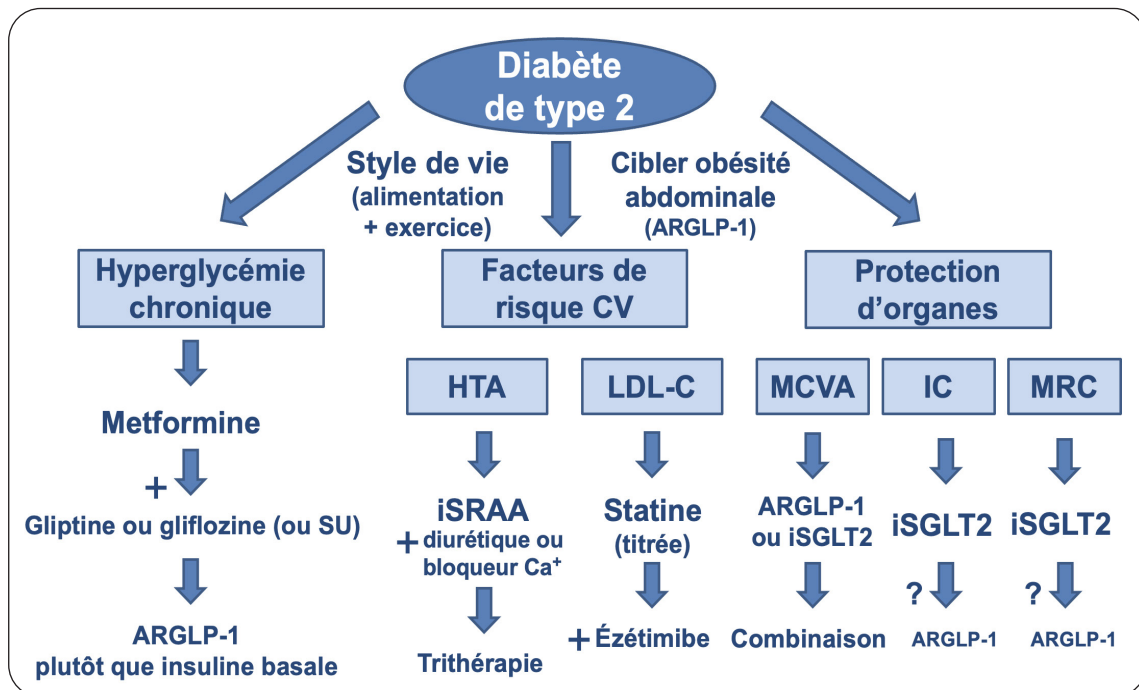 Diabète
de type 2
Style de vie
(alimentation
+ exercice)
Cibler obésité
abdominale
(ARGLP-1)
Hyperglycémie
chronique
Metformine
+
Gliptine ou gliflozine (ou SU)
ARGLP-1
plutôt que insuline basale
Facteurs de
risque CV
HTA
iSRAA
+ diurétique ou
bloqueur Ca⁺
Trithérapie
LDL-C
Statine
(titrée)
+ Ézétimibe
Protection
d’organes
MCVA
ARGLP-1
ou iSGLT2
Combinaison
IC
iSGLT2
?
ARGLP-1
MRC
iSGLT2
?
ARGLP-1